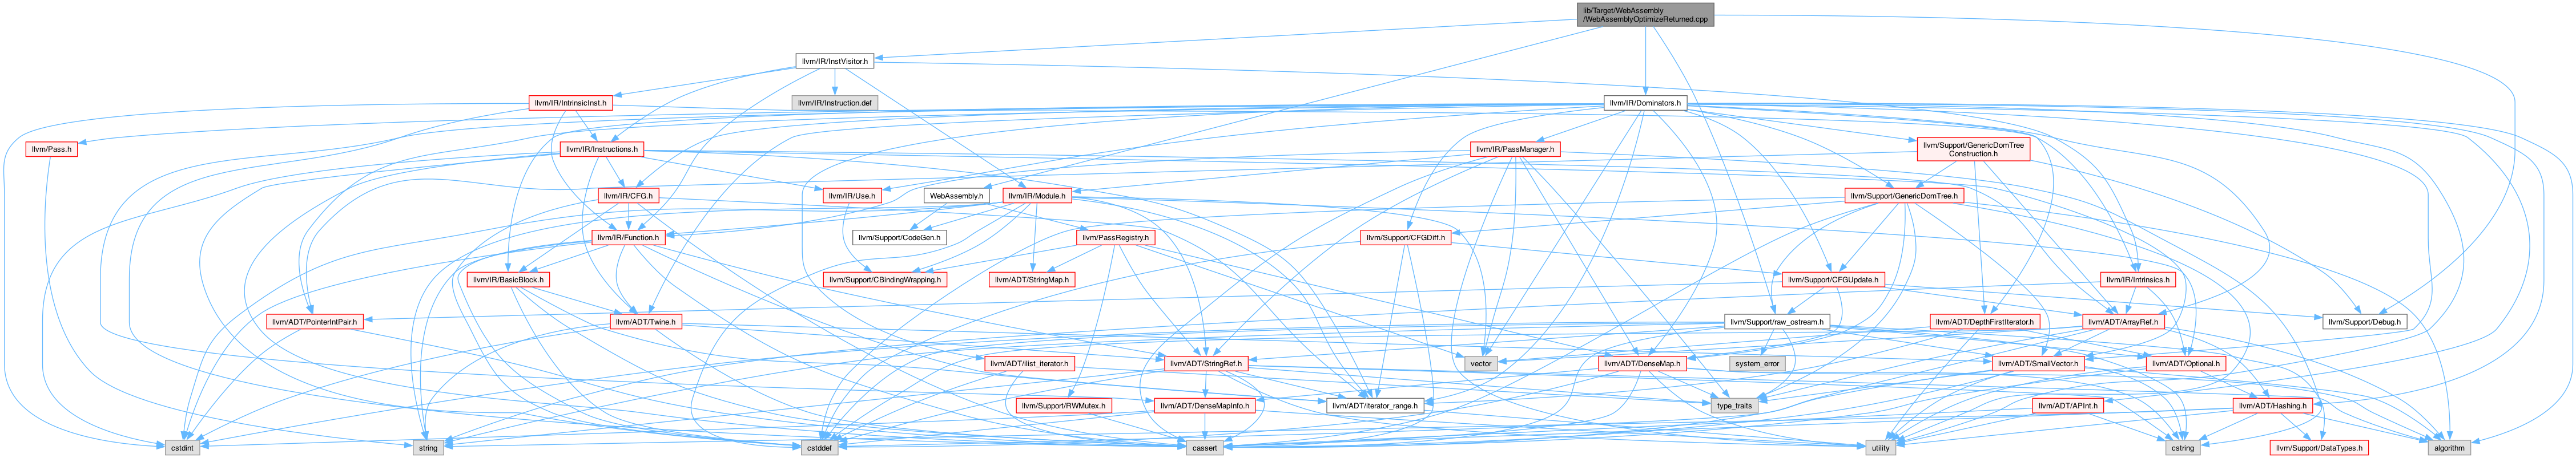 lib/Target/WebAssembly
/WebAssemblyOptimizeReturned.cpp
llvm/IR/InstVisitor.h
llvm/IR/IntrinsicInst.h
llvm/IR/Instruction.def
llvm/IR/Dominators.h
llvm/Pass.h
llvm/IR/Instructions.h
llvm/IR/PassManager.h
llvm/Support/GenericDomTree
Construction.h
llvm/IR/CFG.h
llvm/IR/Use.h
WebAssembly.h
llvm/IR/Module.h
llvm/Support/GenericDomTree.h
llvm/IR/Function.h
llvm/Support/CodeGen.h
llvm/PassRegistry.h
llvm/Support/CFGDiff.h
llvm/IR/BasicBlock.h
llvm/Support/CBindingWrapping.h
llvm/ADT/StringMap.h
llvm/Support/CFGUpdate.h
llvm/IR/Intrinsics.h
llvm/ADT/PointerIntPair.h
llvm/ADT/Twine.h
llvm/Support/raw_ostream.h
llvm/ADT/DepthFirstIterator.h
llvm/ADT/ArrayRef.h
llvm/Support/Debug.h
llvm/ADT/ilist_iterator.h
llvm/ADT/StringRef.h
vector
system_error
llvm/ADT/DenseMap.h
llvm/ADT/SmallVector.h
llvm/ADT/Optional.h
llvm/Support/RWMutex.h
llvm/ADT/DenseMapInfo.h
llvm/ADT/iterator_range.h
type_traits
llvm/ADT/APInt.h
llvm/ADT/Hashing.h
cstdint
string
cstddef
cassert
utility
cstring
llvm/Support/DataTypes.h
algorithm